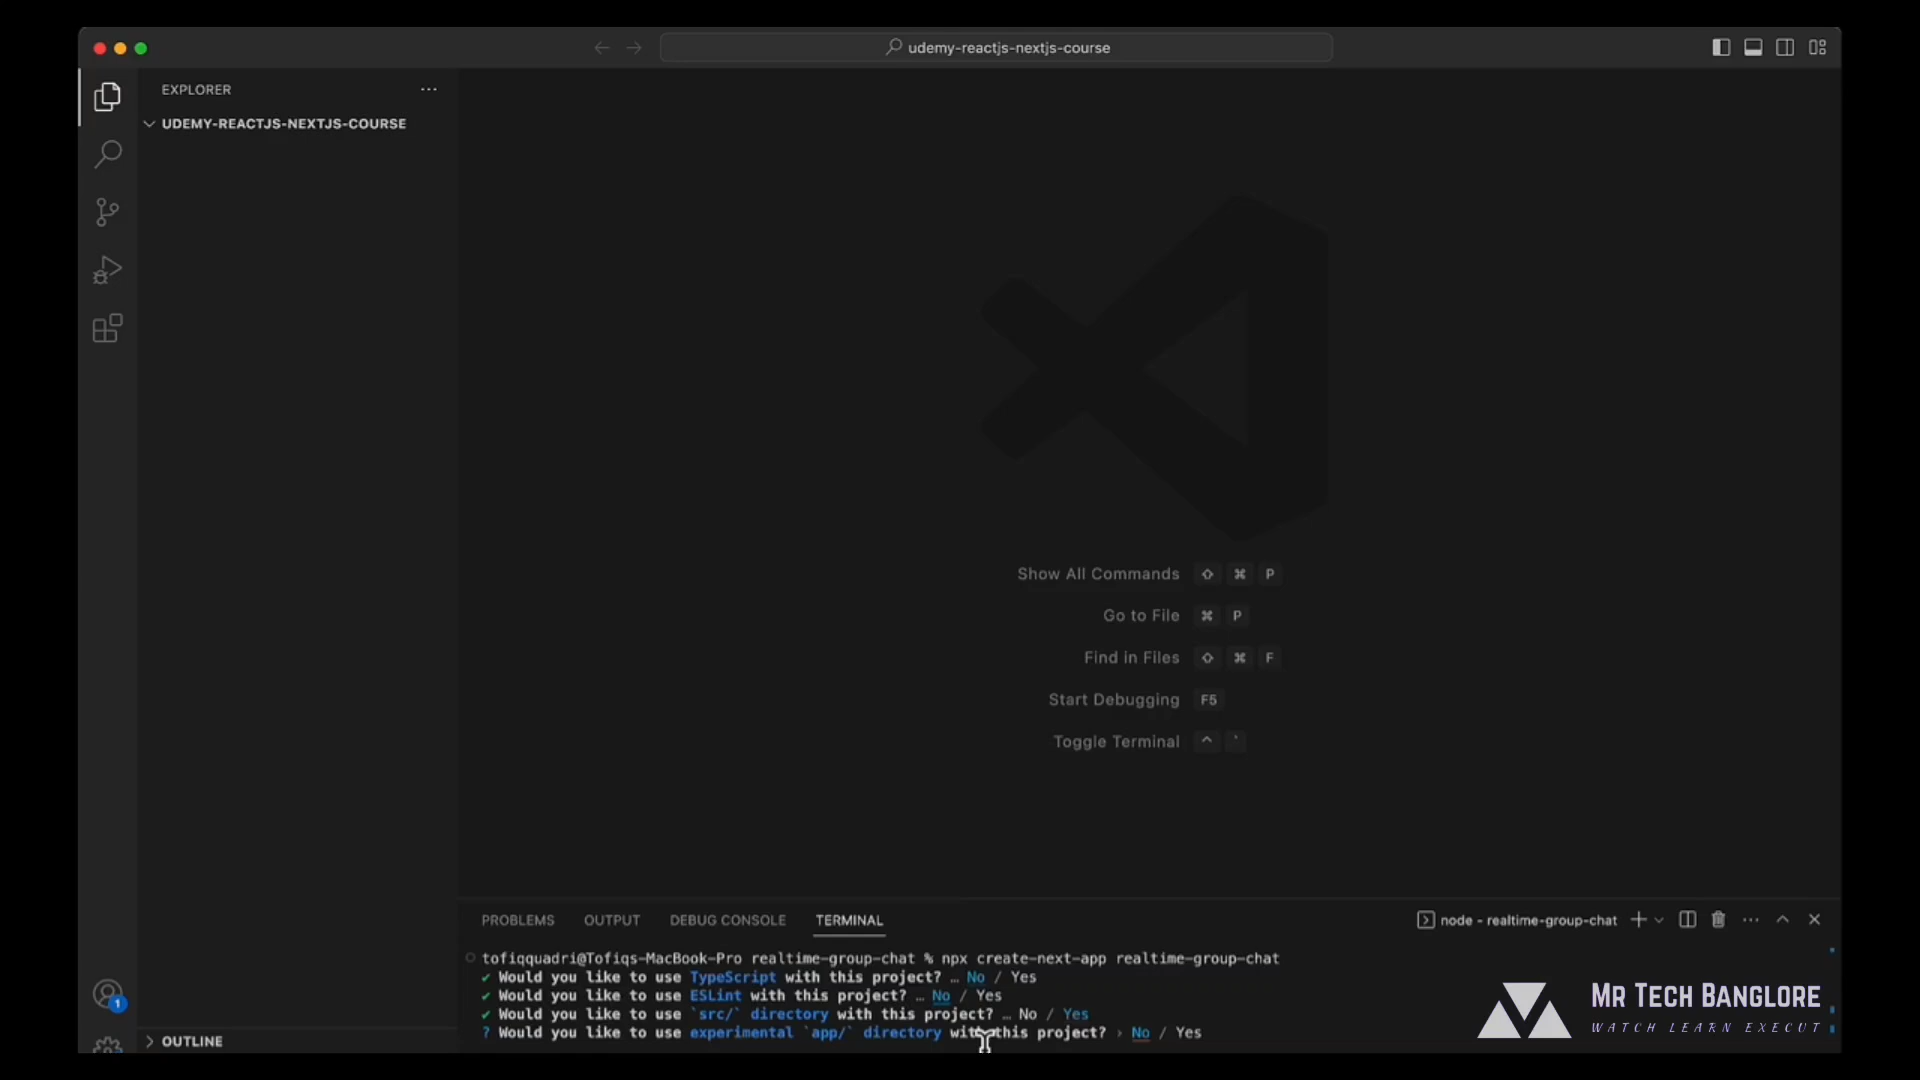 udemy-reactjs-nextjs-course
EXPLORER
UDEMY-REACTJS-NEXTJS-COURSE
Show All Commands ⇧ ⌘ P
Go to File ⌘ P
Find in Files ⇧ ⌘ F
Start Debugging F5
Toggle Terminal ^ `
PROBLEMS OUTPUT DEBUG CONSOLE TERMINAL
node - realtime-group-chat
tofiqquadri@Tofiqs-MacBook-Pro realtime-group-chat % npx create-next-app realtime-group-chat
✔ Would you like to use TypeScript with this project? … No / Yes
✔ Would you like to use ESLint with this project? … No / Yes
✔ Would you like to use `src/` directory with this project? … No / Yes
? Would you like to use experimental `app/` directory with this project? › No / Yes
1
OUTLINE
MR TECH BANGLORE
WATCH LEARN EXECUT